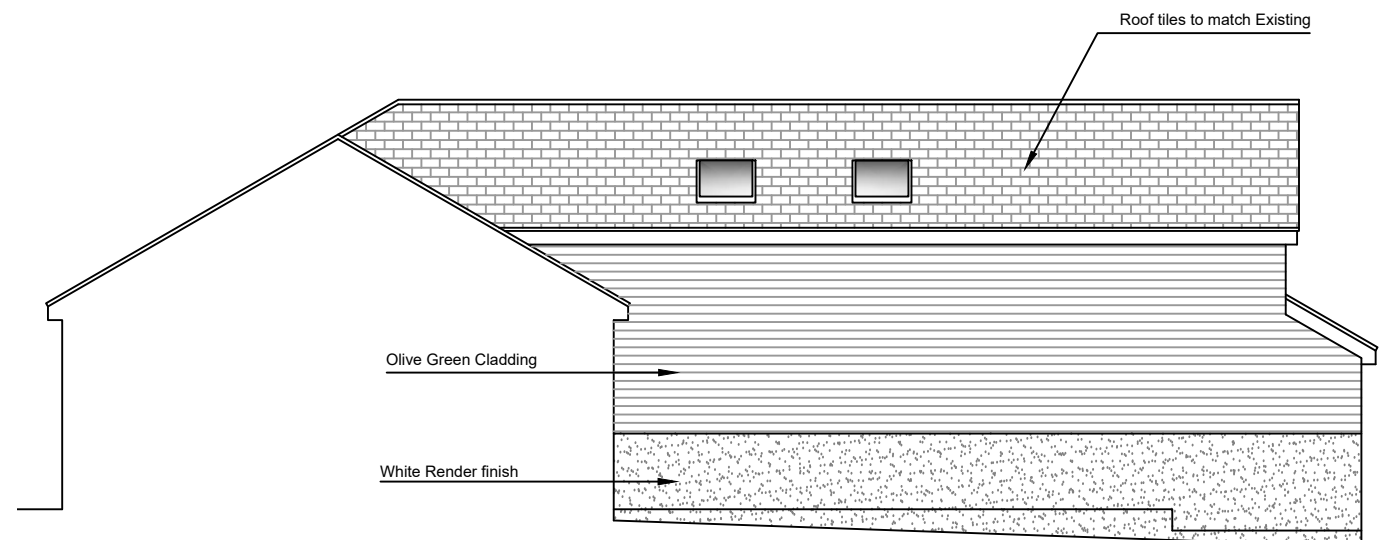 Roof tiles to match Existing
Olive Green Cladding
White Render finish